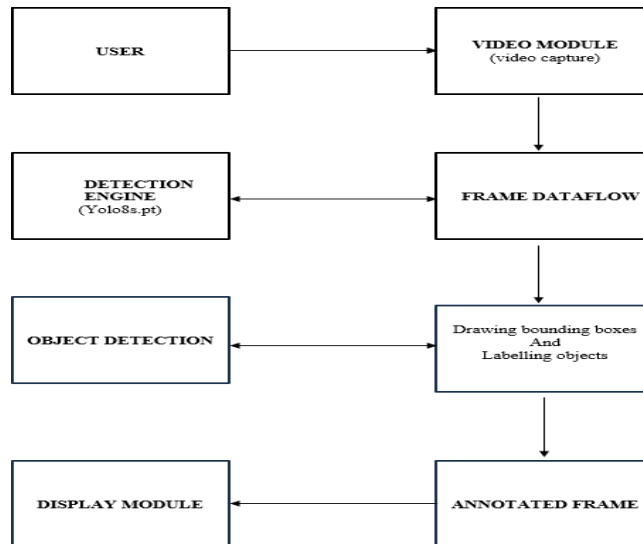 USER
VIDEO MODULE
(video capture)
DETECTION
ENGINE
(Yolo8s.pt)
FRAME DATAFLOW
OBJECT DETECTION
Drawing bounding boxes
And
Labelling objects
DISPLAY MODULE
ANNOTATED FRAME